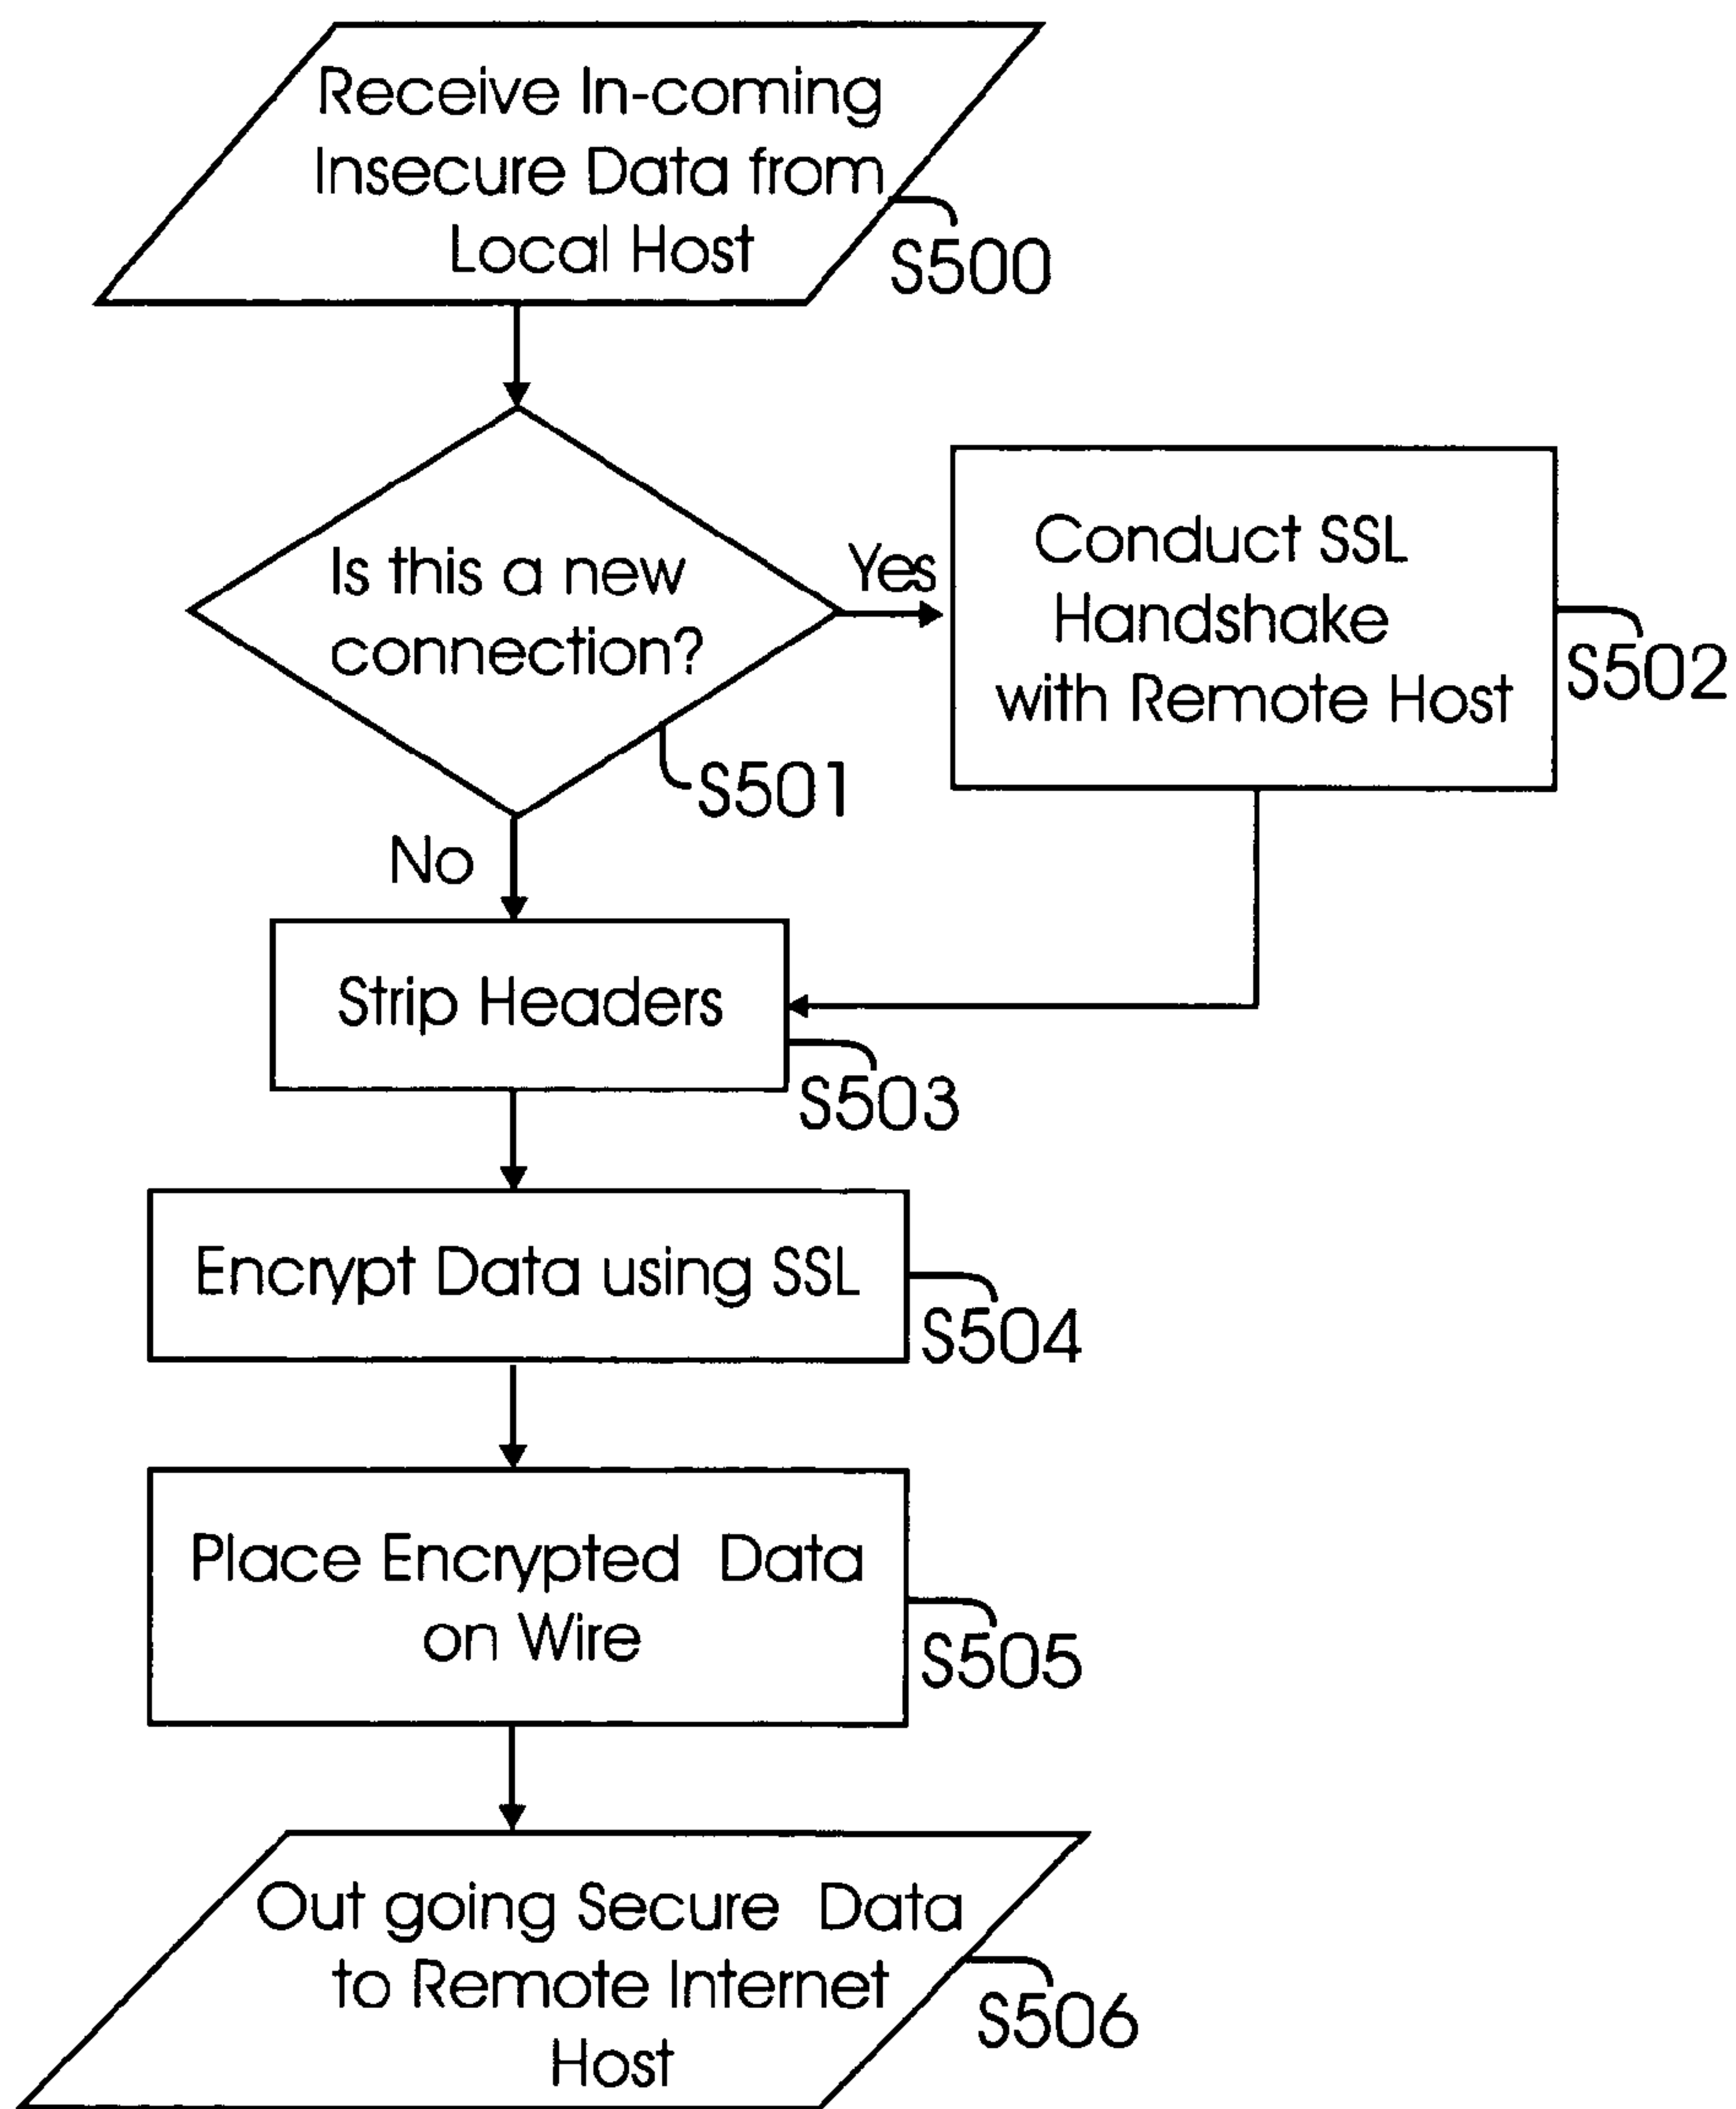 Receive In-coming
Insecure Data from
Local Host
S500
Is this a new
connection?
Yes
S501
Conduct SSL
Handshake
with Remote Host
S502
No
Strip Headers
S503
Encrypt Data using SSL
S504
Place Encrypted Data
on Wire
S505
Out going Secure Data
to Remote Internet
Host
S506